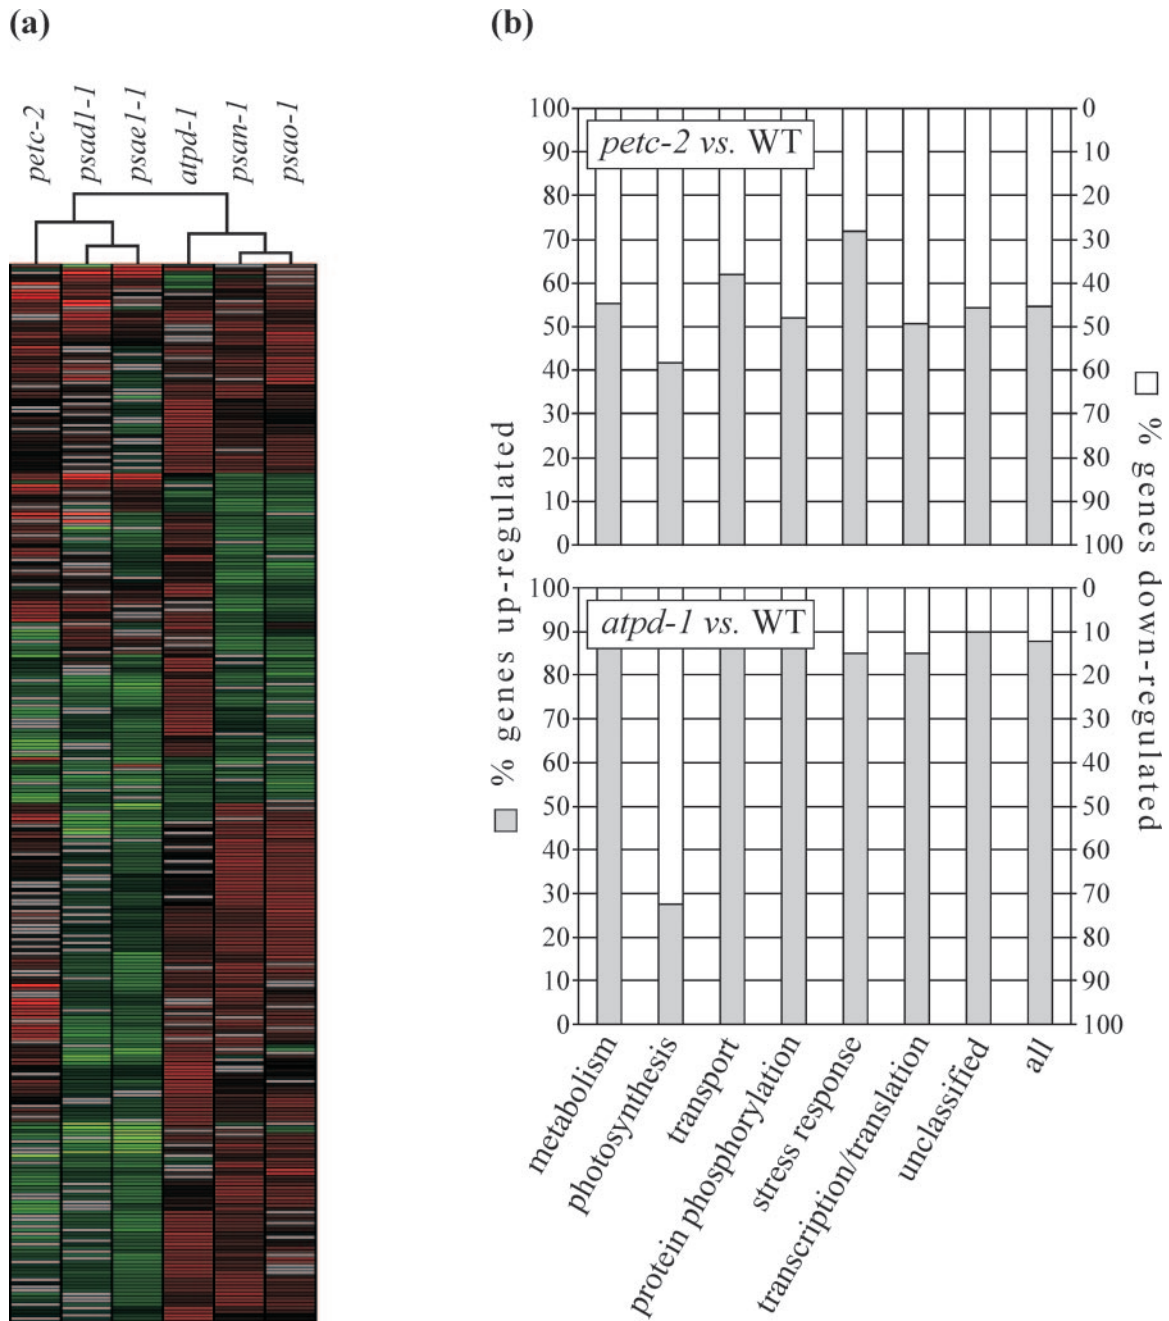 (a)
(b)
petc-2
psad1-1
psae1-1
atpd-1
psan-1
psao-1
petc-2 vs. WT
100
90
80
70
60
50
40
30
20
10
0
0
10
20
30
40
50
60
70
80
90
100
atpd-1 vs. WT
100
90
80
70
60
50
40
30
20
10
0
0
10
20
30
40
50
60
70
80
90
100
% genes up-regulated
% genes down-regulated
metabolism
photosynthesis
transport
protein phosphorylation
stress response
transcription/translation
unclassified
all